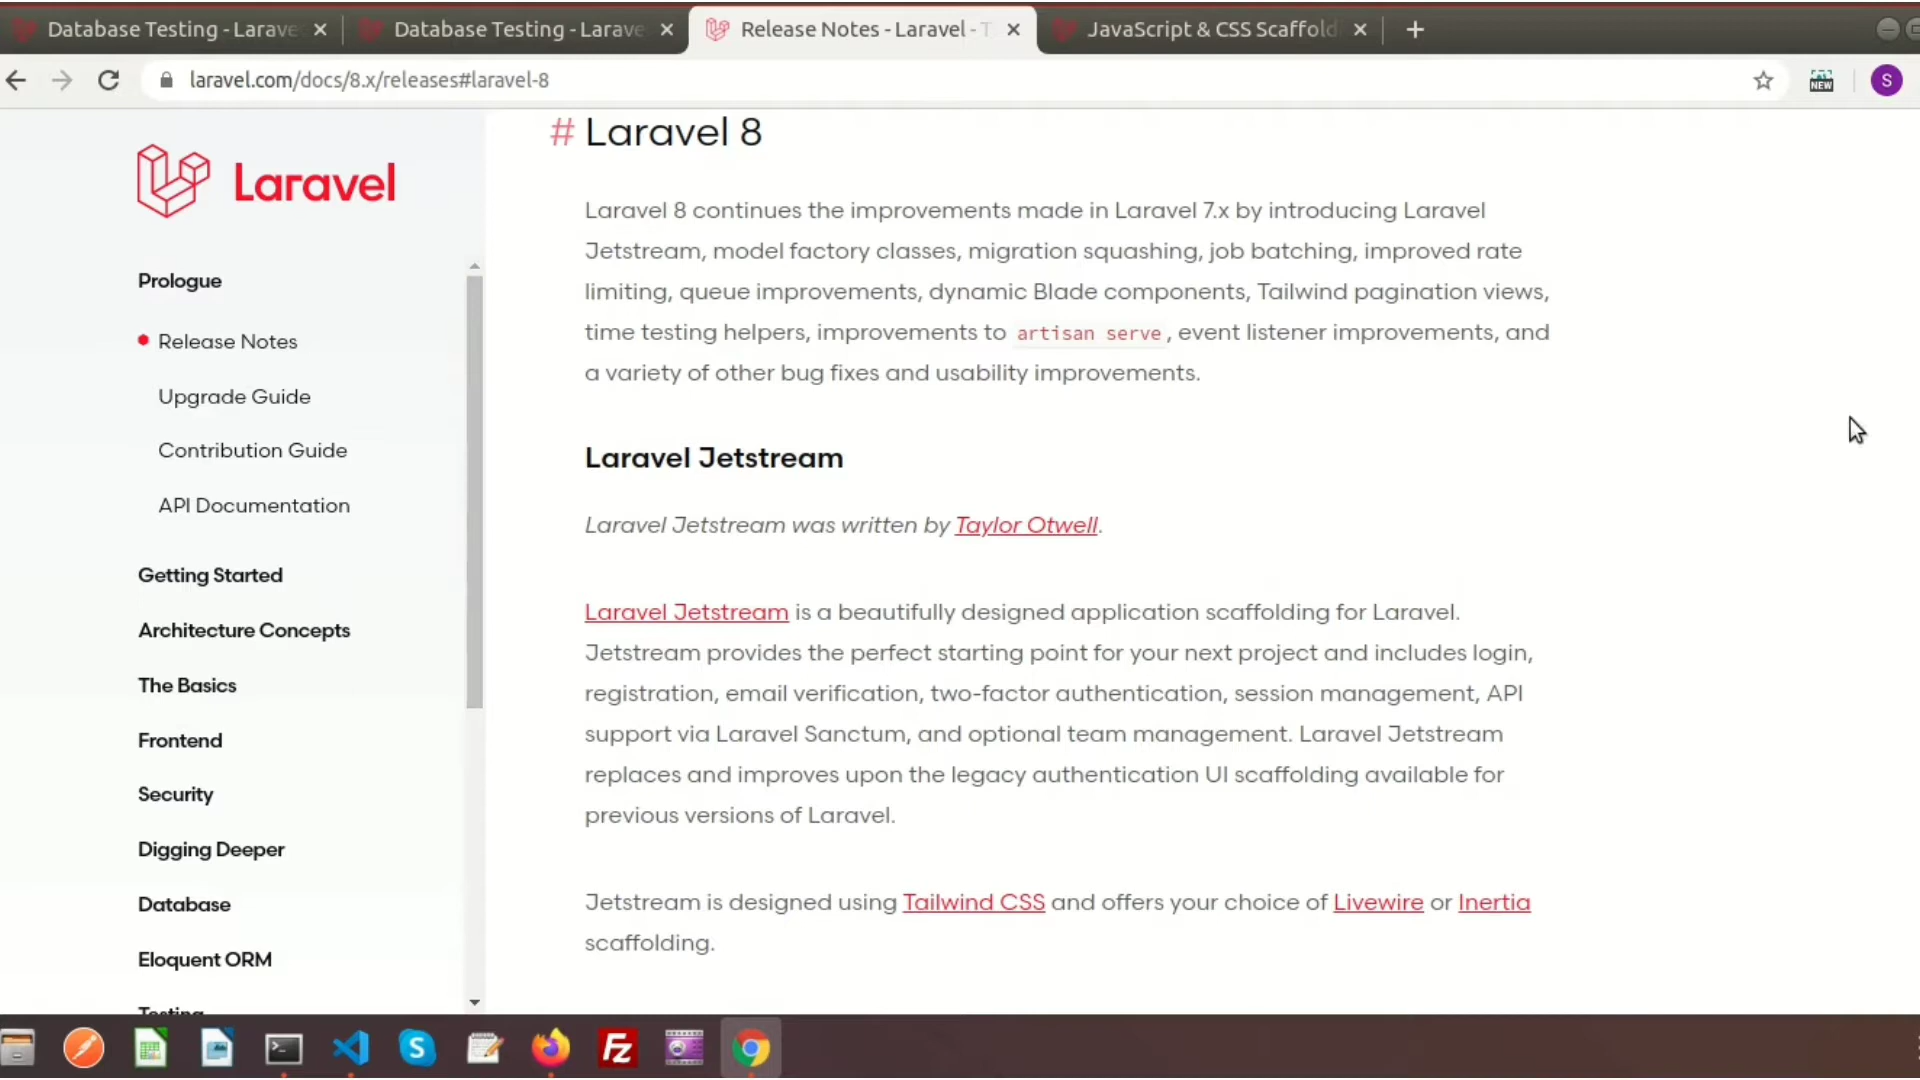 Database Testing - Larave
Database Testing - Larave
Release Notes - Laravel - T
JavaScript & CSS Scaffold
laravel.com/docs/8.x/releases#laravel-8
NEW
S
Laravel
Prologue
Release Notes
Upgrade Guide
Contribution Guide
API Documentation
Getting Started
Architecture Concepts
The Basics
Frontend
Security
Digging Deeper
Database
Eloquent ORM
Testing
# Laravel 8
Laravel 8 continues the improvements made in Laravel 7.x by introducing Laravel
Jetstream, model factory classes, migration squashing, job batching, improved rate
limiting, queue improvements, dynamic Blade components, Tailwind pagination views,
time testing helpers, improvements to artisan serve, event listener improvements, and
a variety of other bug fixes and usability improvements.
Laravel Jetstream
Laravel Jetstream was written by Taylor Otwell.
Laravel Jetstream is a beautifully designed application scaffolding for Laravel.
Jetstream provides the perfect starting point for your next project and includes login,
registration, email verification, two-factor authentication, session management, API
support via Laravel Sanctum, and optional team management. Laravel Jetstream
replaces and improves upon the legacy authentication UI scaffolding available for
previous versions of Laravel.
Jetstream is designed using Tailwind CSS and offers your choice of Livewire or Inertia
scaffolding.
S
Fz